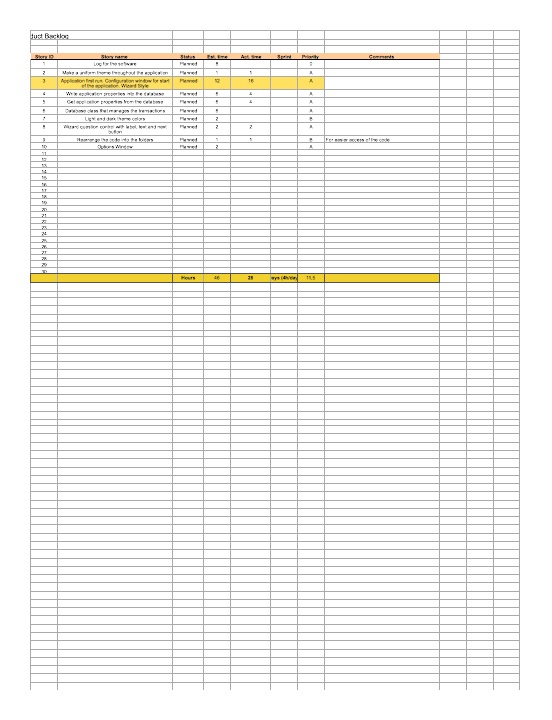 duct Backlog
Story ID Story name Status Est. time Act. time Sprint Priority Comments
1 Log for the software Planned
2 Make a uniform theme throughout the application Planned 1 1 A
3 Application first run. Configuration window for start of the application. Wizard Style Planned 12 16 A
4 Write application properties into the database Planned 4 A
5 Get application properties from the database Planned 4 A
6 Database class that manages the transactions Planned A
7 Light and dark theme colors Planned 2 B
8 Wizard question control with label, text and next button Planned 2 2 A
9 Rearrange the code into the folders Planned 1 1 B For easier access of the code
10 Options Window Planned 2 A
11
12
13
14
15
16
17
18
19
20
21
22
23
24
25
26
27
28
29
30
Hours 46 28 ays (4h/day 11.5